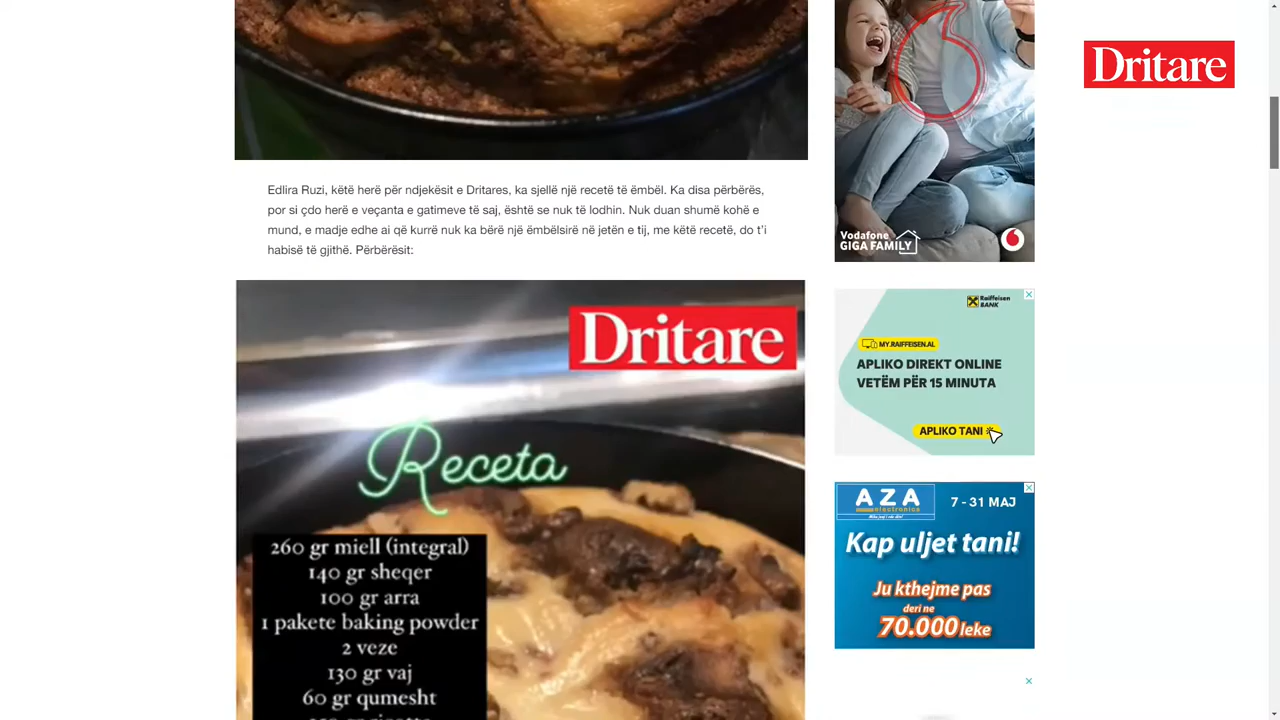 Dritare
Edlira Ruzi, këtë herë për ndjekësit e Dritares, ka sjellë një recetë të ëmbël. Ka disa përbërës,
por si çdo herë e veçanta e gatimeve të saj, është se nuk të lodhin. Nuk duan shumë kohë e
mund, e madje edhe ai që kurrë nuk ka bërë një ëmbëlsirë në jetën e tij, me këtë recetë, do t'i
habisë të gjithë. Përbërësit:
Dritare
Receta
260 gr miell (integral)
140 gr sheqer
100 gr arra
1 pakete baking powder
2 veze
130 gr vaj
60 gr qumesht
Vodafone
GIGA FAMILY
Raiffeisen
BANK
MY.RAIFFEISEN.AL
APLIKO DIREKT ONLINE
VETËM PËR 15 MINUTA
APLIKO TANI
AZA
electronics
7 - 31 MAJ
Kap uljet tani!
Ju kthejme pas
deri ne
70.000 leke